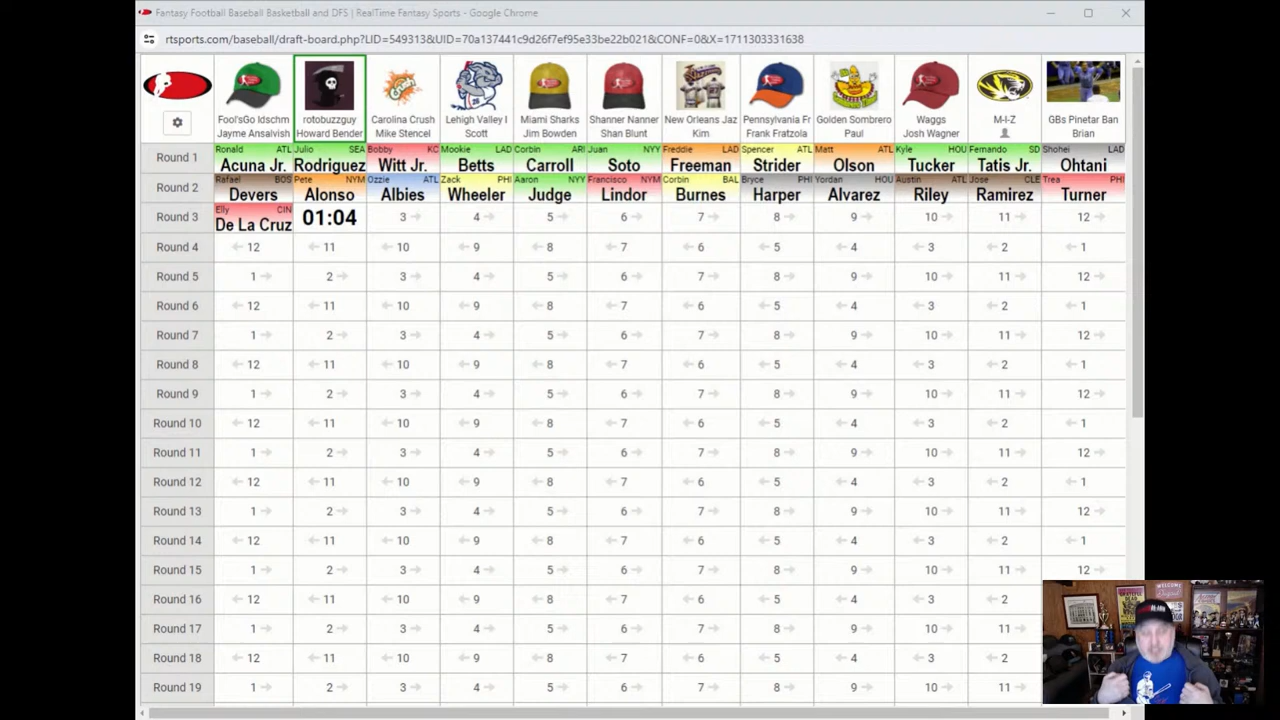 Fantasy Football Baseball Basketball and DFS | RealTime Fantasy Sports - Google Chrome
rtsports.com/baseball/draft-board.php?LID=549313&UID=70a137441c9d26f7ef95e33be22b021&CONF=0&X=1711303331638
Fool'sGo Idschm rotobuzzguy Carolina Crush Lehigh Valley I Miami Sharks Shanner Nanner New Orleans Jaz Pennsylvania Fr Golden Sombrero Waggs M-I-Z GBs Pinetar Ban
Jayme Ansalvish Howard Bender Mike Stencel Scott Jim Bowden Shan Blunt Kim Frank Fratzola Paul Josh Wagner Brian
Ronald ATL Julio SEA Bobby KC Mookie LAD Corbin ARI Juan NYY Freddie LAD Spencer ATL Matt ATL Kyle HOU Fernando SD Shohei LAD
Round 1 Acuna Jr. Rodriguez Witt Jr. Betts Carroll Soto Freeman Strider Olson Tucker Tatis Jr. Ohtani
Rafael BOS Pete NYM Ozzie ATL Zack PHI Aaron NYY Francisco NYM Corbin BAL Bryce PHI Yordan HOU Austin ATL Jose CLE Trea PHI
Round 2 Devers Alonso Albies Wheeler Judge Lindor Burnes Harper Alvarez Riley Ramirez Turner
Elly CIN
Round 3 De La Cruz 01:04 3 → 4 → 5 → 6 → 7 → 8 → 9 → 10 → 11 → 12 →
Round 4 ← 12 ← 11 ← 10 ← 9 ← 8 ← 7 ← 6 ← 5 ← 4 ← 3 ← 2 ← 1
Round 5 1 → 2 → 3 → 4 → 5 → 6 → 7 → 8 → 9 → 10 → 11 → 12 →
Round 6 ← 12 ← 11 ← 10 ← 9 ← 8 ← 7 ← 6 ← 5 ← 4 ← 3 ← 2 ← 1
Round 7 1 → 2 → 3 → 4 → 5 → 6 → 7 → 8 → 9 → 10 → 11 → 12 →
Round 8 ← 12 ← 11 ← 10 ← 9 ← 8 ← 7 ← 6 ← 5 ← 4 ← 3 ← 2 ← 1
Round 9 1 → 2 → 3 → 4 → 5 → 6 → 7 → 8 → 9 → 10 → 11 → 12 →
Round 10 ← 12 ← 11 ← 10 ← 9 ← 8 ← 7 ← 6 ← 5 ← 4 ← 3 ← 2 ← 1
Round 11 1 → 2 → 3 → 4 → 5 → 6 → 7 → 8 → 9 → 10 → 11 → 12 →
Round 12 ← 12 ← 11 ← 10 ← 9 ← 8 ← 7 ← 6 ← 5 ← 4 ← 3 ← 2 ← 1
Round 13 1 → 2 → 3 → 4 → 5 → 6 → 7 → 8 → 9 → 10 → 11 → 12 →
Round 14 ← 12 ← 11 ← 10 ← 9 ← 8 ← 7 ← 6 ← 5 ← 4 ← 3 ← 2 ← 1
Round 15 1 → 2 → 3 → 4 → 5 → 6 → 7 → 8 → 9 → 10 → 11 → 12 →
Round 16 ← 12 ← 11 ← 10 ← 9 ← 8 ← 7 ← 6 ← 5 ← 4 ← 3 ← 2
Round 17 1 → 2 → 3 → 4 → 5 → 6 → 7 → 8 → 9 → 10 → 11 →
Round 18 ← 12 ← 11 ← 10 ← 9 ← 8 ← 7 ← 6 ← 5 ← 4 ← 3 ← 2
Round 19 1 → 2 → 3 → 4 → 5 → 6 → 7 → 8 → 9 → 10 → 11 →